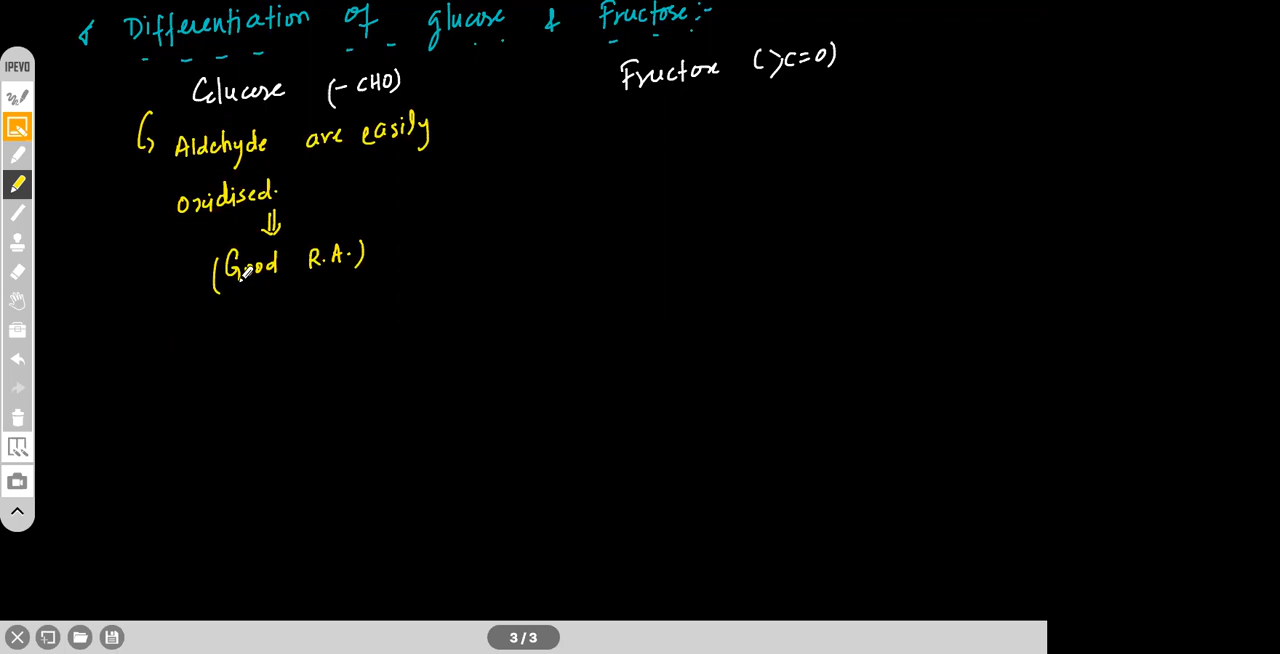 Differentiation of glucose & Fructose:-
IPEVO
Glucose (-CHO)
Fructose (>C=O)
Aldehyde are easily
oxidised.
⇓
(Good R.A.)
3/3